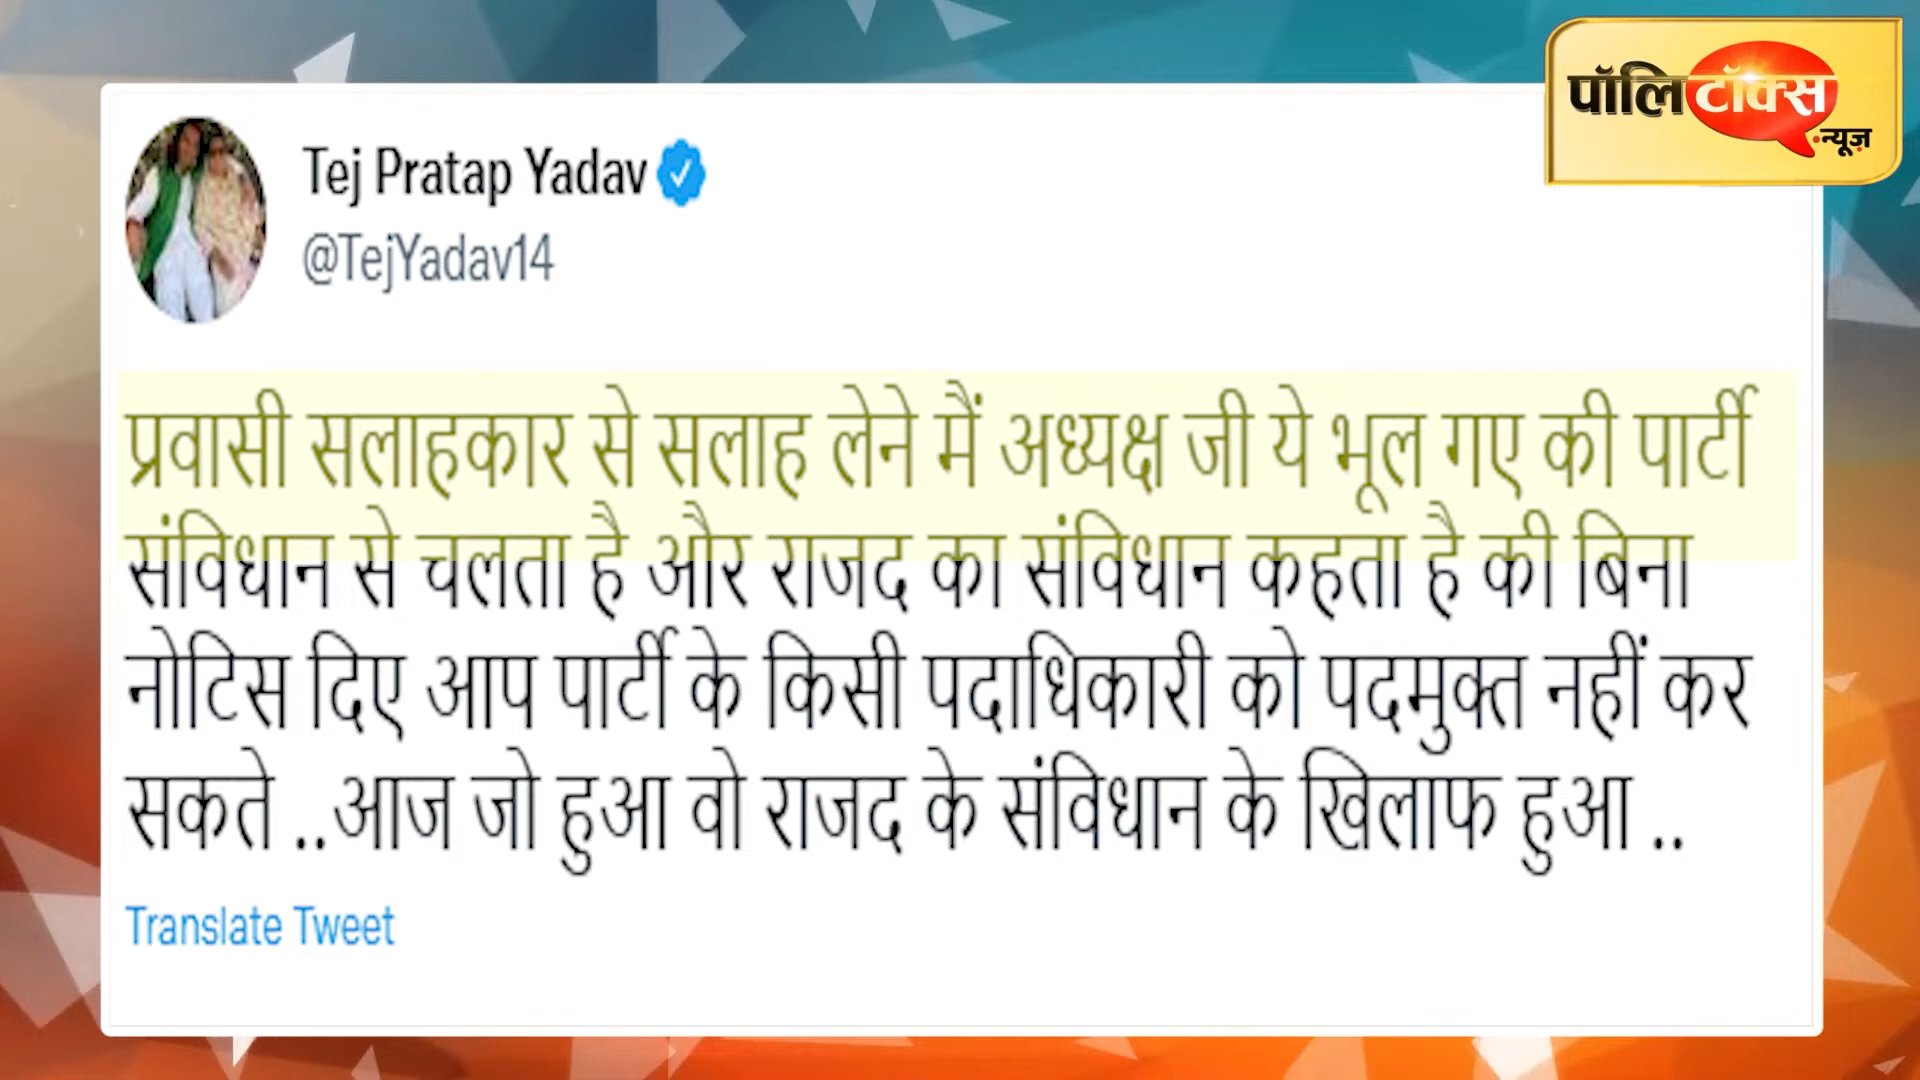 पॉलिटॉक्स
न्यूज़
Tej Pratap Yadav
@TejYadav14
प्रवासी सलाहकार से सलाह लेने मैं अध्यक्ष जी ये भूल गए की पार्टी
संविधान से चलता है और राजद का संविधान कहता है की बिना
नोटिस दिए आप पार्टी के किसी पदाधिकारी को पदमुक्त नहीं कर
सकते ..आज जो हुआ वो राजद के संविधान के खिलाफ हुआ ..
Translate Tweet